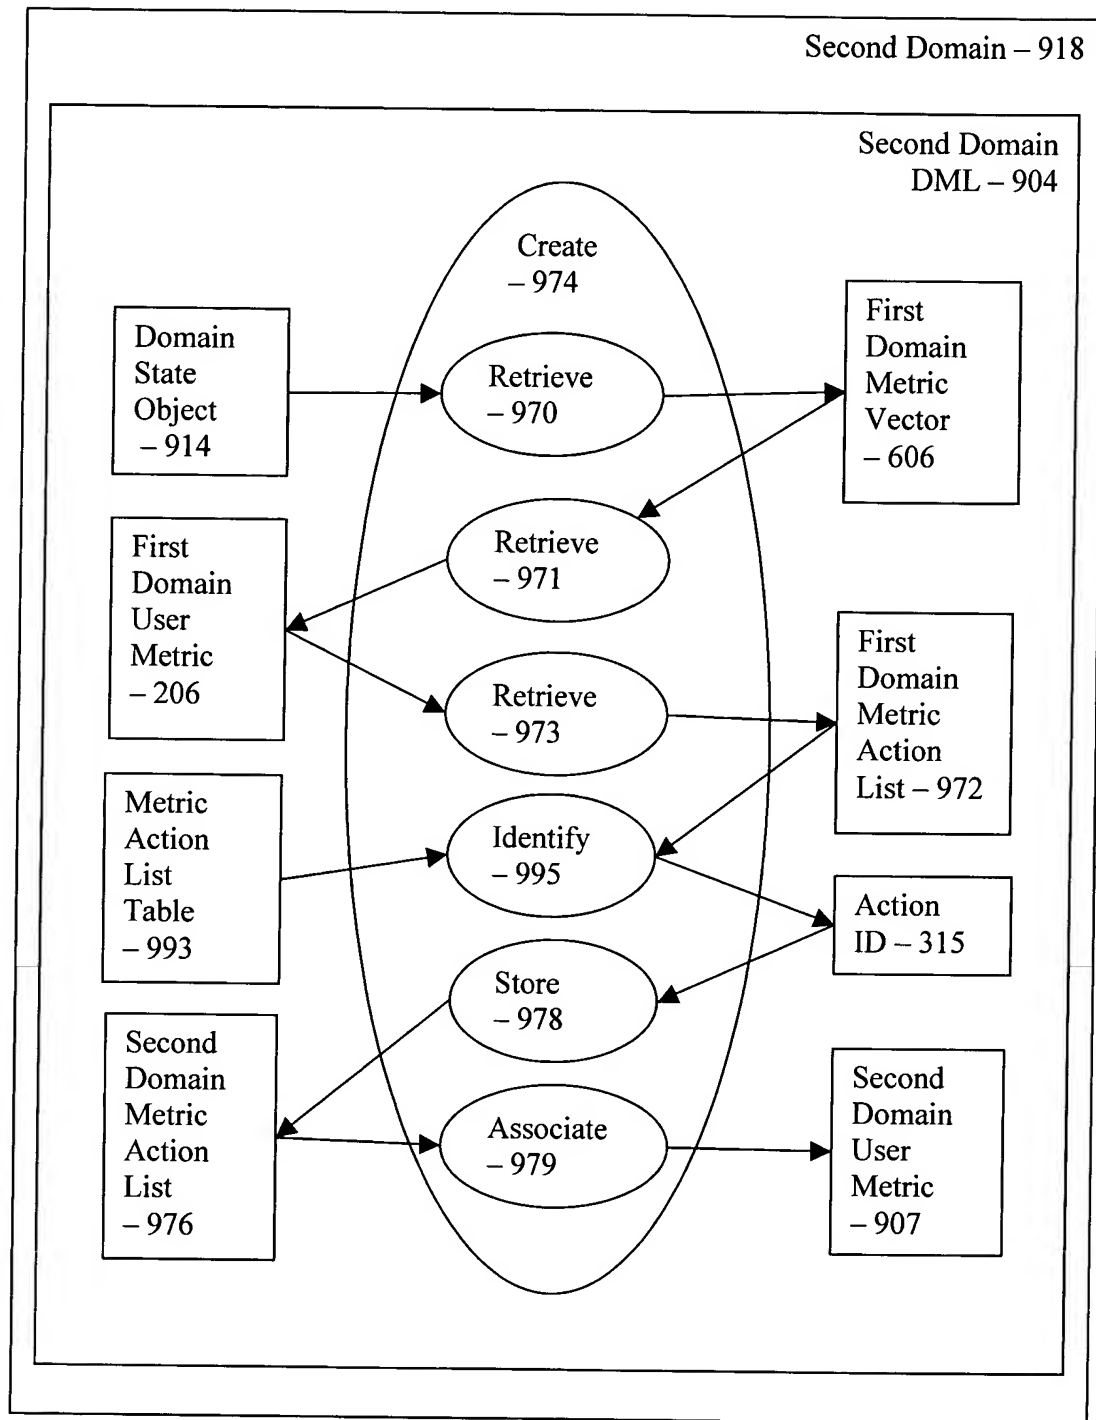 Second Domain – 918
Second Domain
DML – 904
Create
– 974
Domain
State
Object
– 914
Retrieve
– 970
First
Domain
Metric
Vector
– 606
First
Domain
User
Metric
– 206
Retrieve
– 971
Retrieve
– 973
First
Domain
Metric
Action
List – 972
Metric
Action
List
Table
– 993
Identify
– 995
Action
ID – 315
Store
– 978
Second
Domain
Metric
Action
List
– 976
Associate
– 979
Second
Domain
User
Metric
– 907